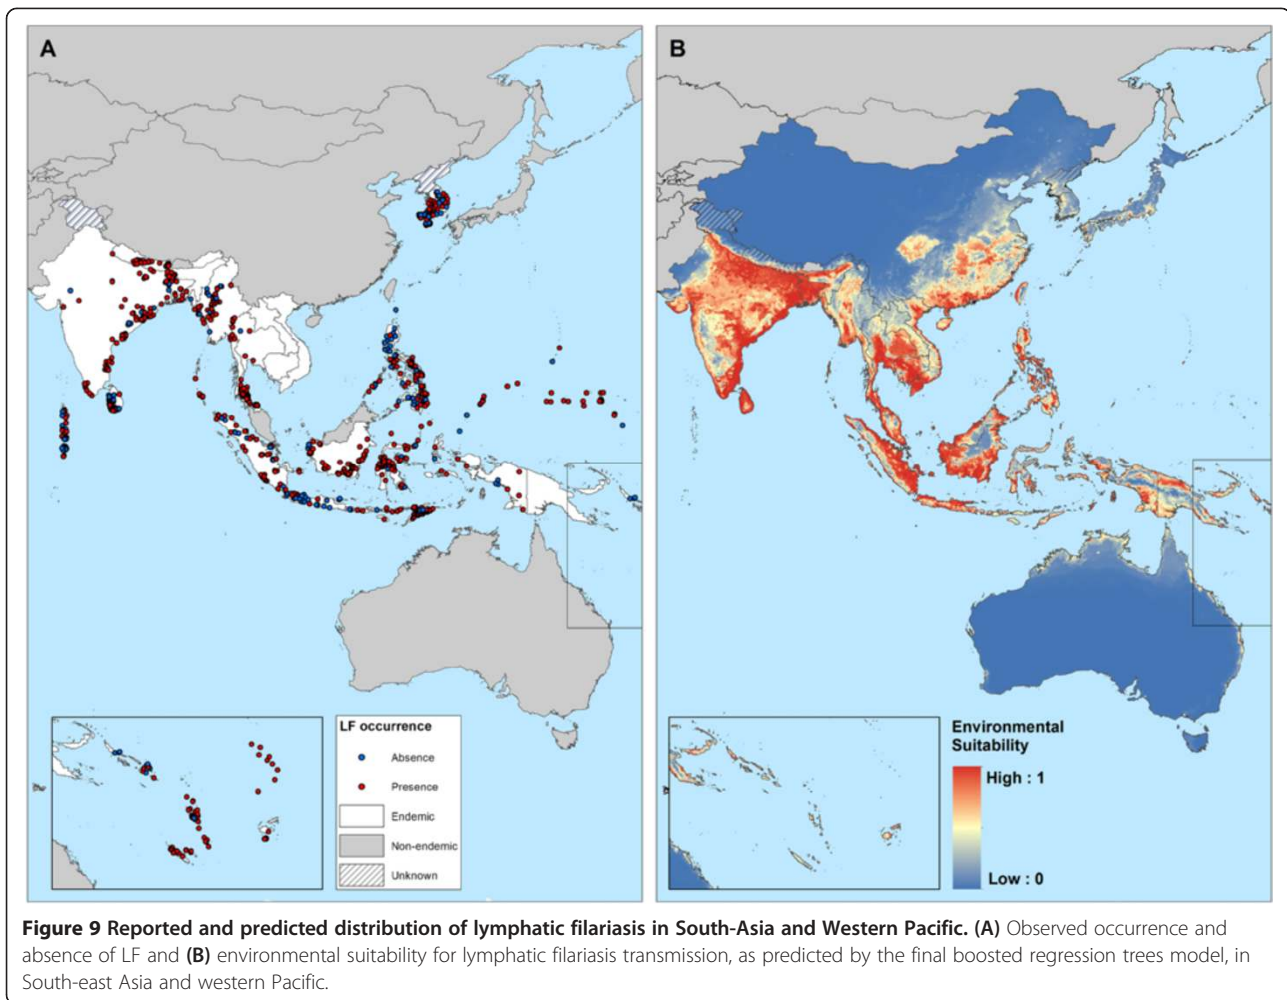 A
B
LF occurrence
Absence
Presence
Endemic
Non-endemic
Unknown
Environmental
Suitability
High : 1
Low : 0
Figure 9 Reported and predicted distribution of lymphatic filariasis in South-Asia and Western Pacific. (A) Observed occurrence and
absence of LF and (B) environmental suitability for lymphatic filariasis transmission, as predicted by the final boosted regression trees model, in
South-east Asia and western Pacific.